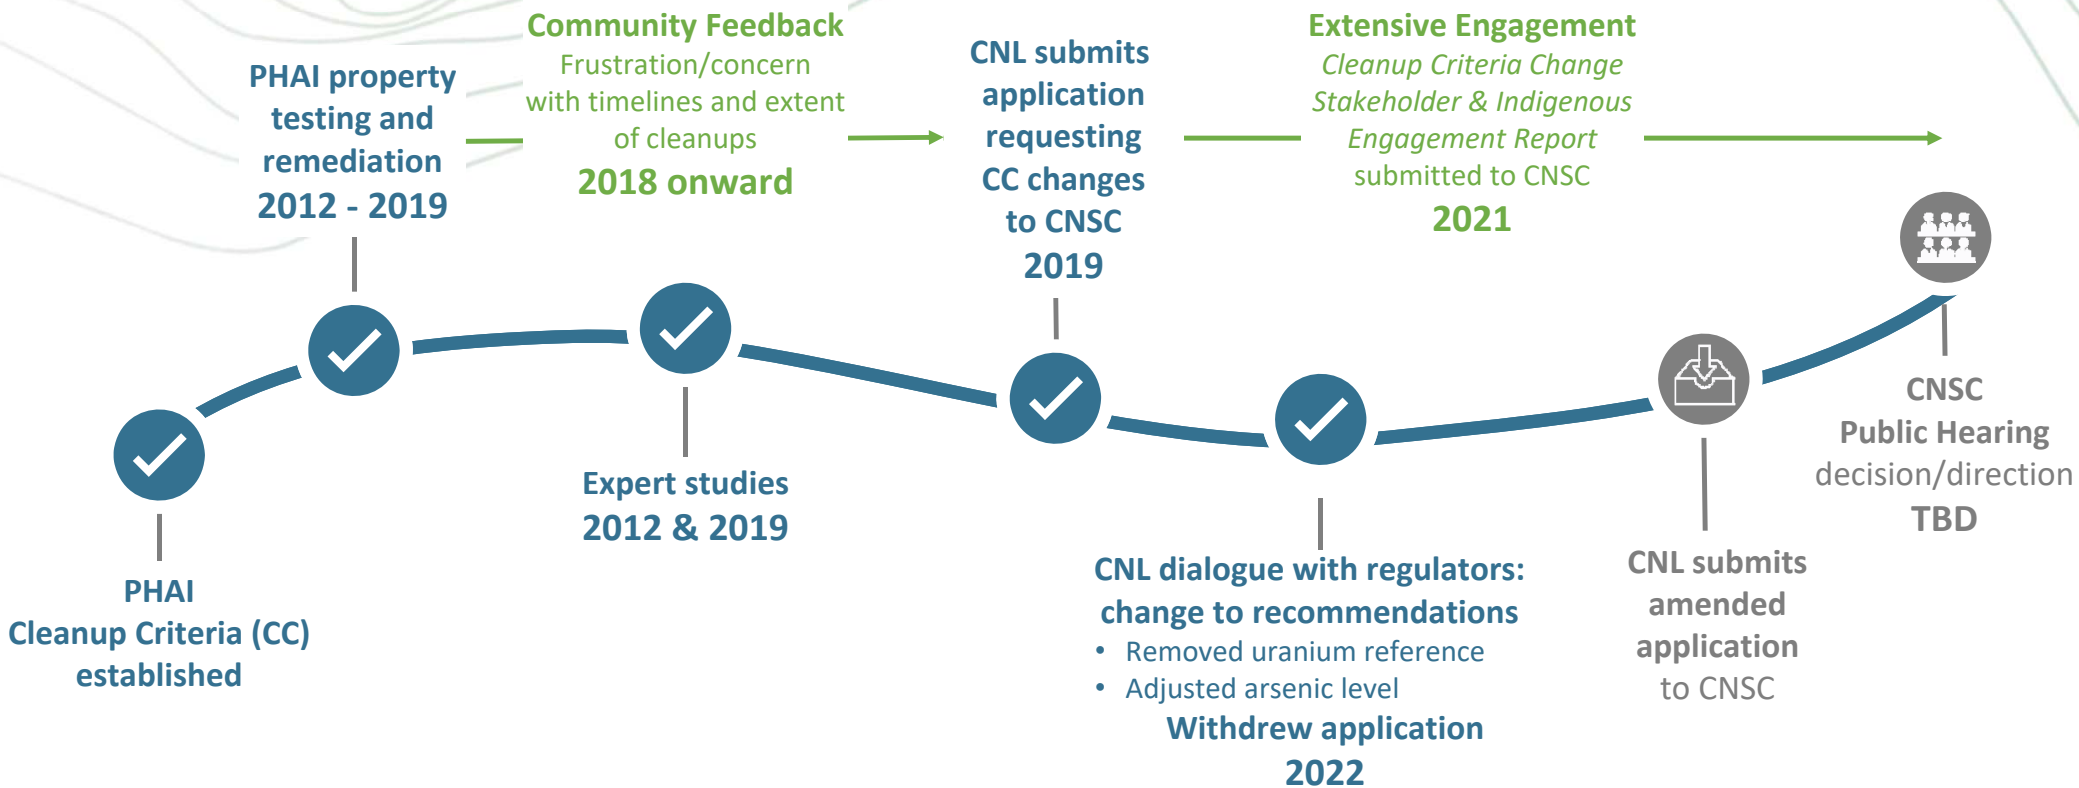 PHAI
Cleanup Criteria (CC)
established
PHAI property
testing and
remediation
2012 - 2019
Community Feedback
Frustration/concern
with timelines and extent
of cleanups
2018 onward
Expert studies
2012 & 2019
CNL submits
application
requesting
CC changes
to CNSC
2019
Extensive Engagement
Cleanup Criteria Change
Stakeholder & Indigenous
Engagement Report
submitted to CNSC
2021
CNL dialogue with regulators:
change to recommendations
• Removed uranium reference
• Adjusted arsenic level
Withdrew application
2022
CNL submits
amended
application
to CNSC
CNSC
Public Hearing
decision/direction
TBD